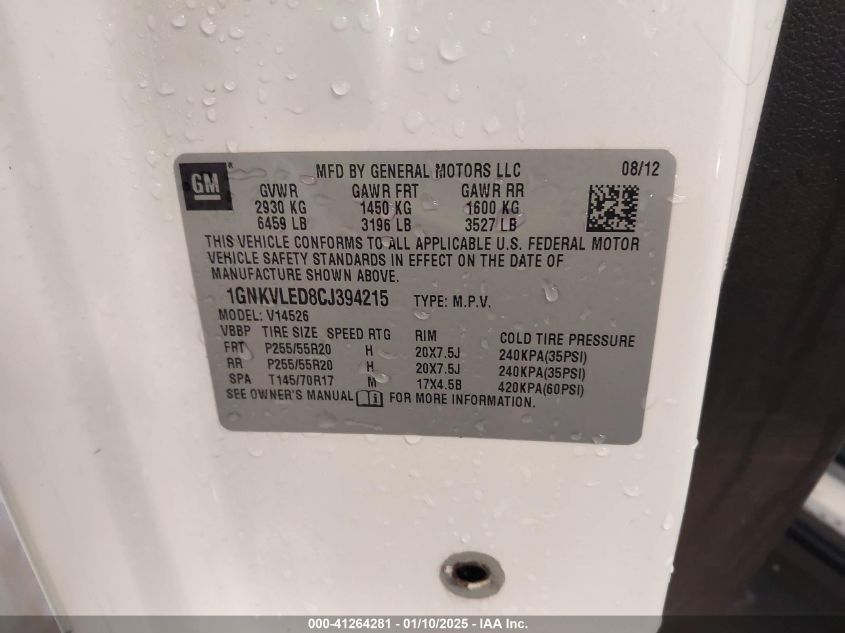 GM ®
MFD BY GENERAL MOTORS LLC 08/12
GVWR GAWR FRT GAWR RR
2930 KG 1450 KG 1600 KG
6459 LB 3196 LB 3527 LB
THIS VEHICLE CONFORMS TO ALL APPLICABLE U.S. FEDERAL MOTOR
VEHICLE SAFETY STANDARDS IN EFFECT ON THE DATE OF
MANUFACTURE SHOWN ABOVE.
1GNKVLED8CJ394215 TYPE: M.P.V.
MODEL: V14526
VBBP TIRE SIZE SPEED RTG RIM COLD TIRE PRESSURE
FRT P255/55R20 H 20X7.5J 240KPA(35PSI)
RR P255/55R20 H 20X7.5J 240KPA(35PSI)
SPA T145/70R17 M 17X4.5B 420KPA(60PSI)
SEE OWNER'S MANUAL i FOR MORE INFORMATION.
000-41264281 - 01/10/2025 - IAA Inc.